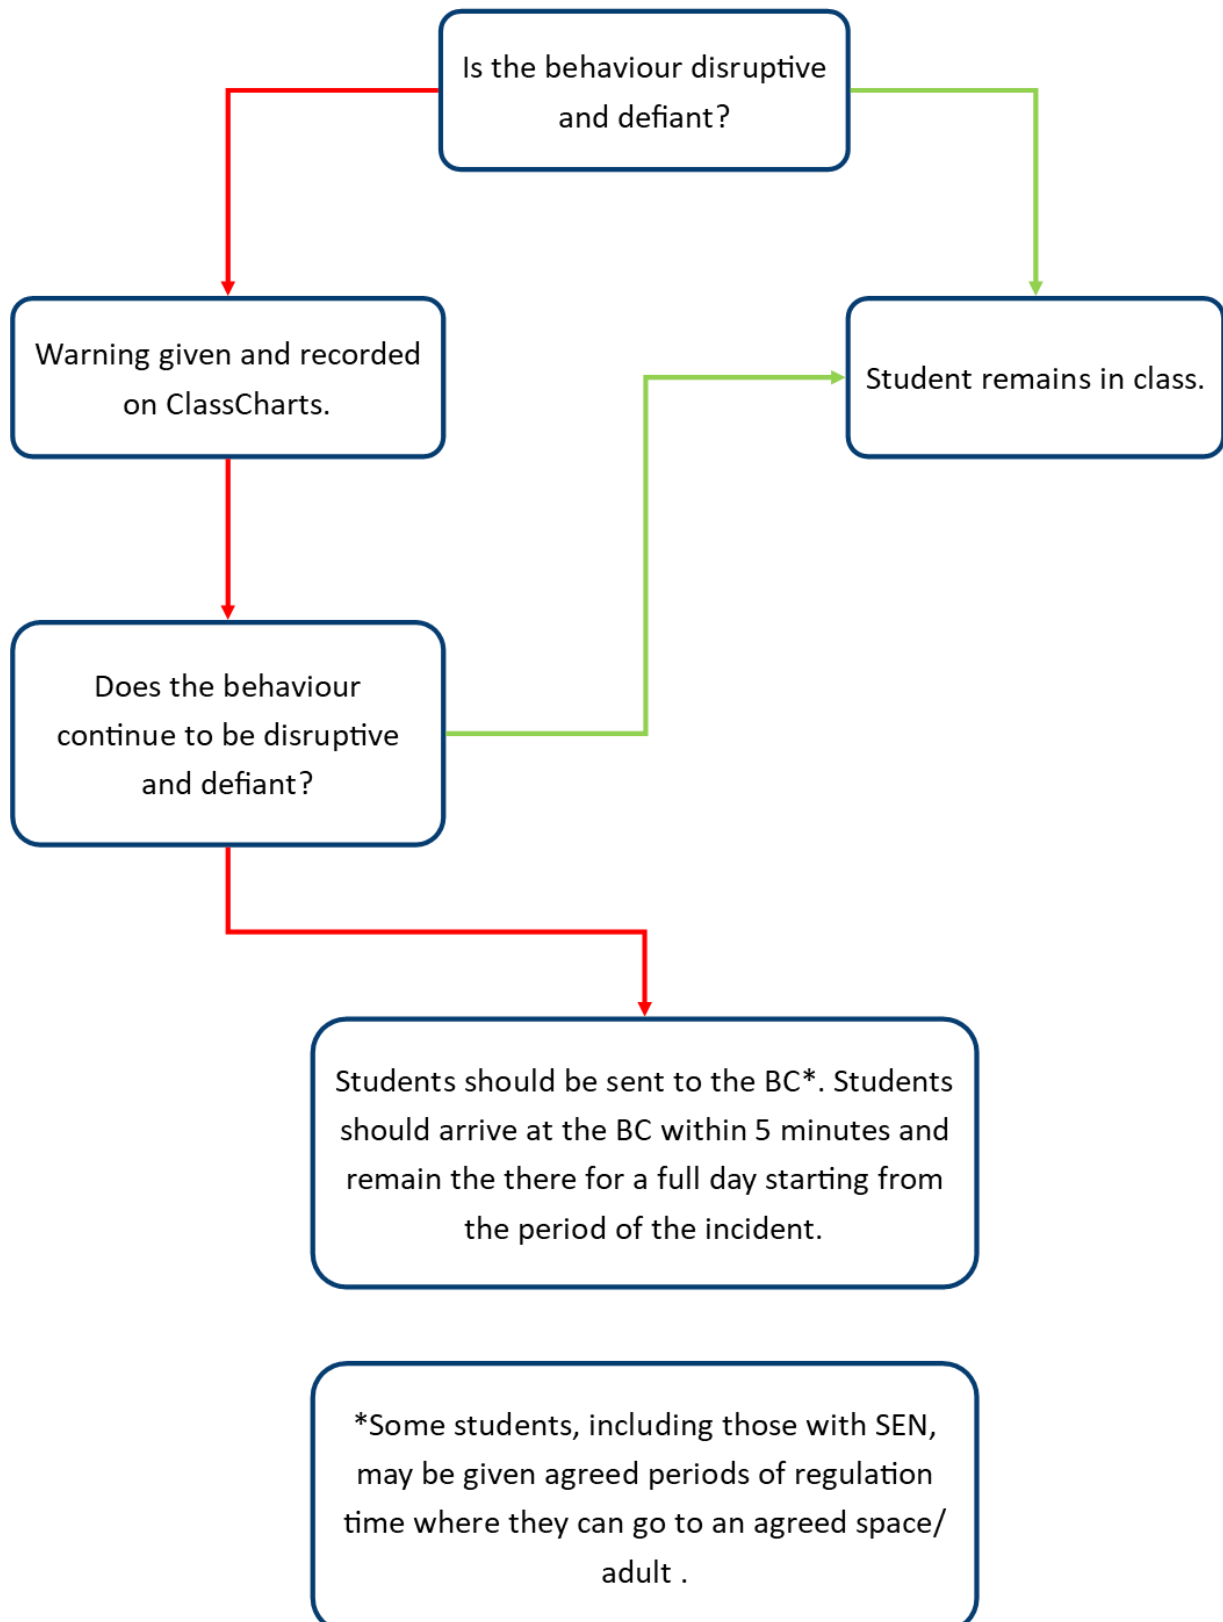 Is the behaviour disruptive
and defiant?
Warning given and recorded
on ClassCharts.
Student remains in class.
Does the behaviour
continue to be disruptive
and defiant?
Students should be sent to the BC*. Students
should arrive at the BC within 5 minutes and
remain the there for a full day starting from
the period of the incident.
*Some students, including those with SEN,
may be given agreed periods of regulation
time where they can go to an agreed space/
adult .